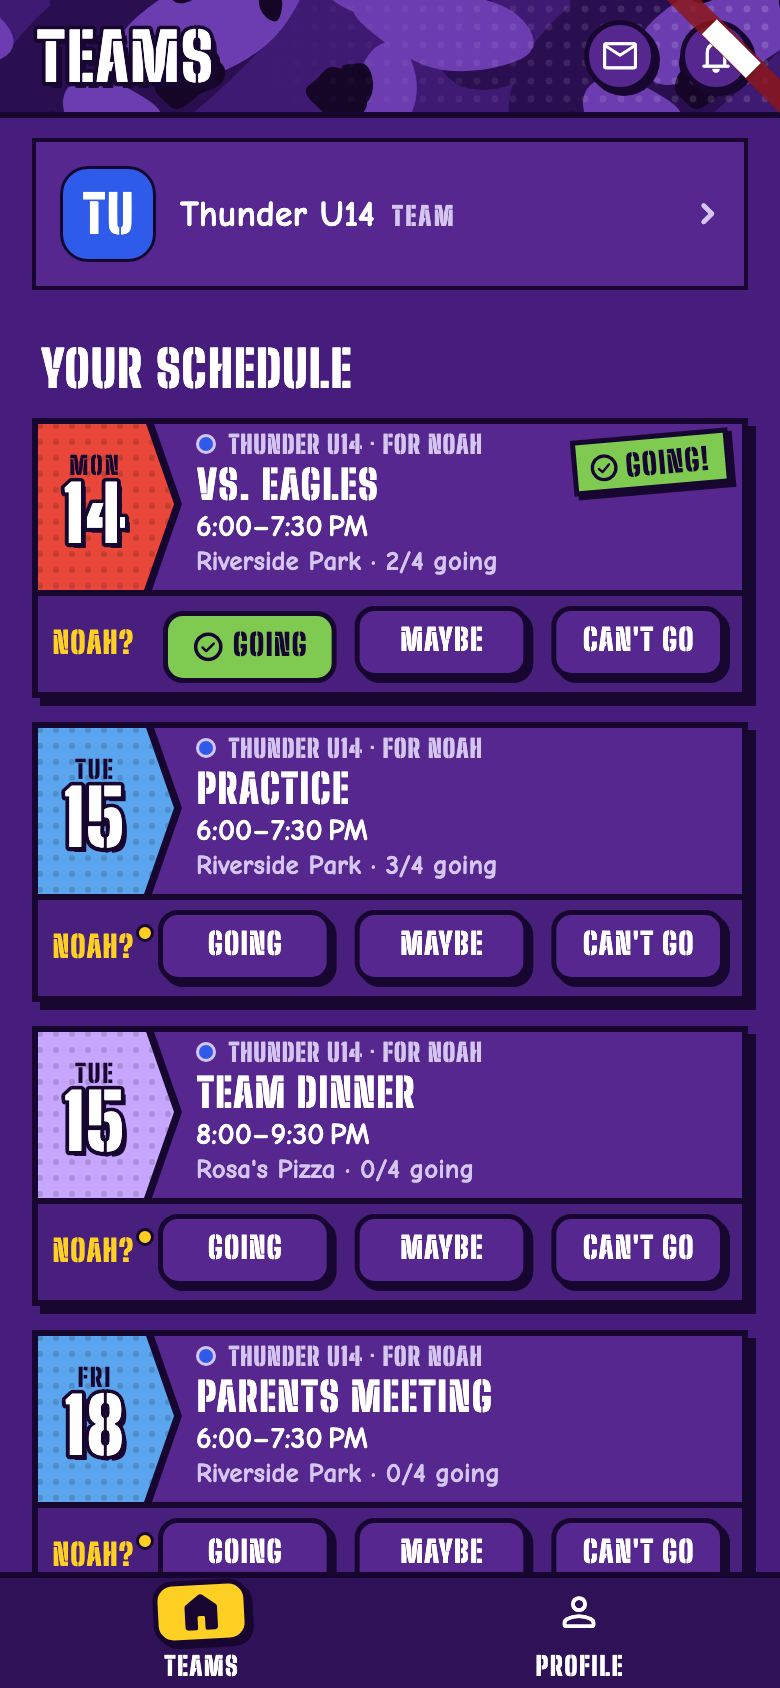 TEAMS
TU
Thunder U14 TEAM
YOUR SCHEDULE
MON
14
THUNDER U14 · FOR NOAH
VS. EAGLES
6:00–7:30 PM
Riverside Park · 2/4 going
GOING!
NOAH?
GOING
MAYBE
CAN'T GO
TUE
15
THUNDER U14 · FOR NOAH
PRACTICE
6:00–7:30 PM
Riverside Park · 3/4 going
NOAH?
GOING
MAYBE
CAN'T GO
TUE
15
THUNDER U14 · FOR NOAH
TEAM DINNER
8:00–9:30 PM
Rosa's Pizza · 0/4 going
NOAH?
GOING
MAYBE
CAN'T GO
FRI
18
THUNDER U14 · FOR NOAH
PARENTS MEETING
6:00–7:30 PM
Riverside Park · 0/4 going
NOAH?
GOING
MAYBE
CAN'T GO
TEAMS
PROFILE